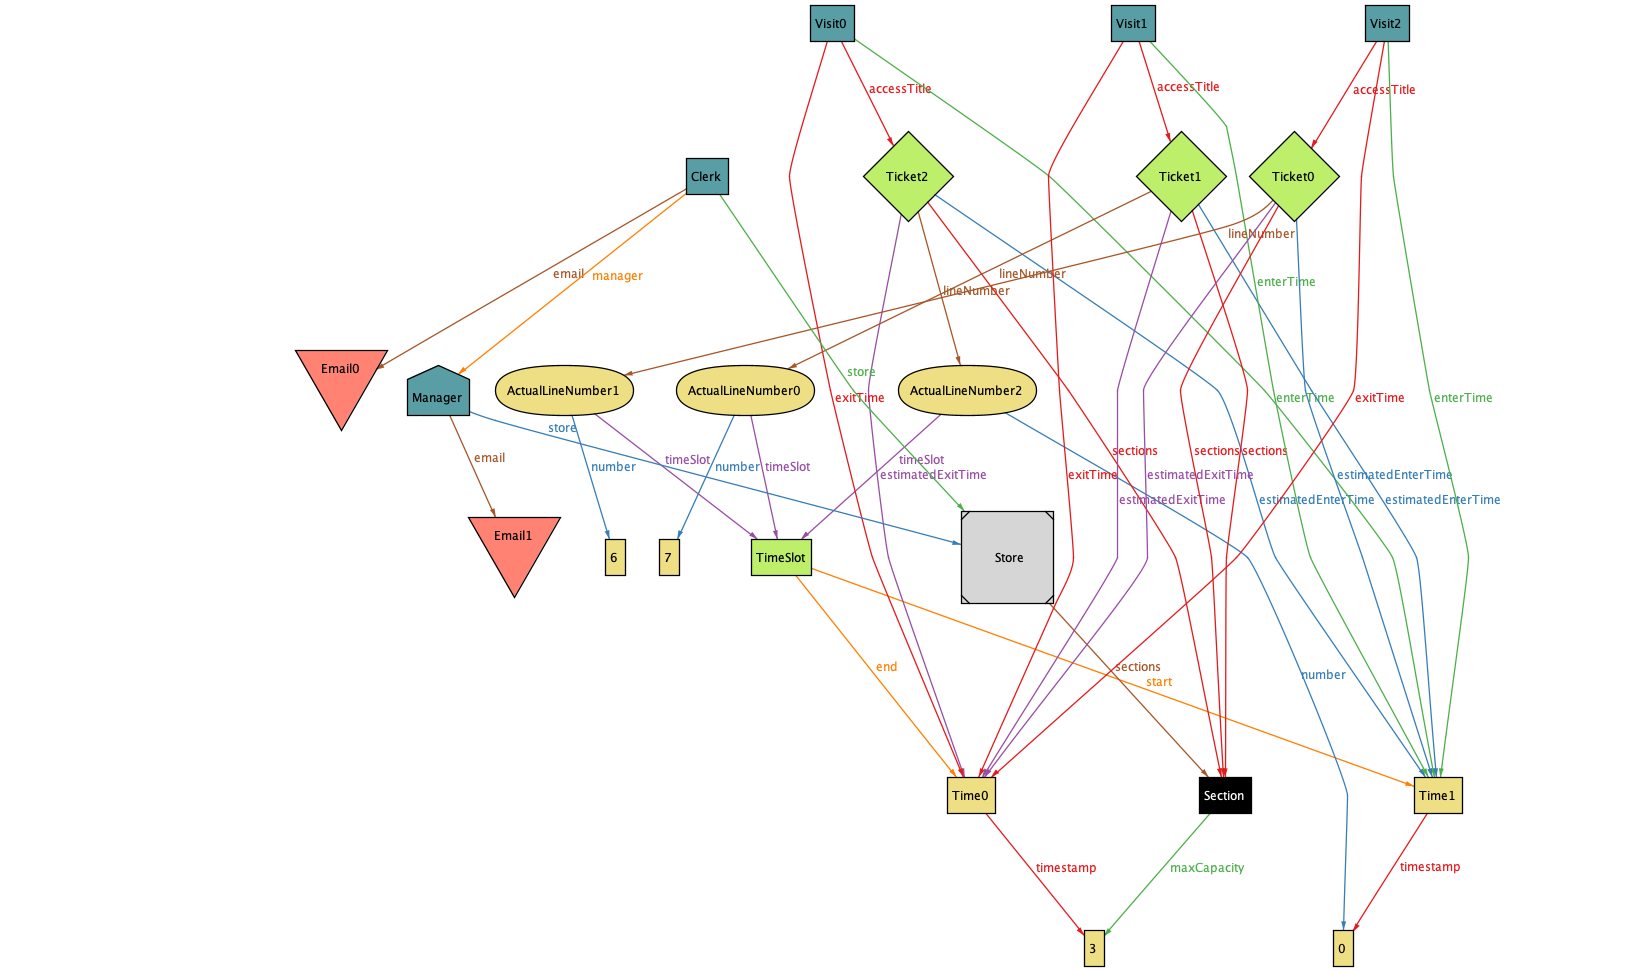 Visit0
Visit1
Visit2
accessTitle
accessTitle
accessTitle
Clerk
Ticket2
Ticket1
Ticket0
lineNumber
email
manager
lineNumber
enterTime
lineNumber
Email0
store
Manager
ActualLineNumber1
ActualLineNumber0
ActualLineNumber2
exitTime
enterTime
exitTime
enterTime
store
email
number
timeSlot
number
timeSlot
timeSlot
estimatedExitTime
sections
exitTime
estimatedExitTime
sections
sections
estimatedEnterTime
estimatedExitTime
estimatedEnterTime
estimatedEnterTime
Email1
6
7
TimeSlot
Store
end
sections
start
number
Time0
Section
Time1
timestamp
maxCapacity
timestamp
3
0